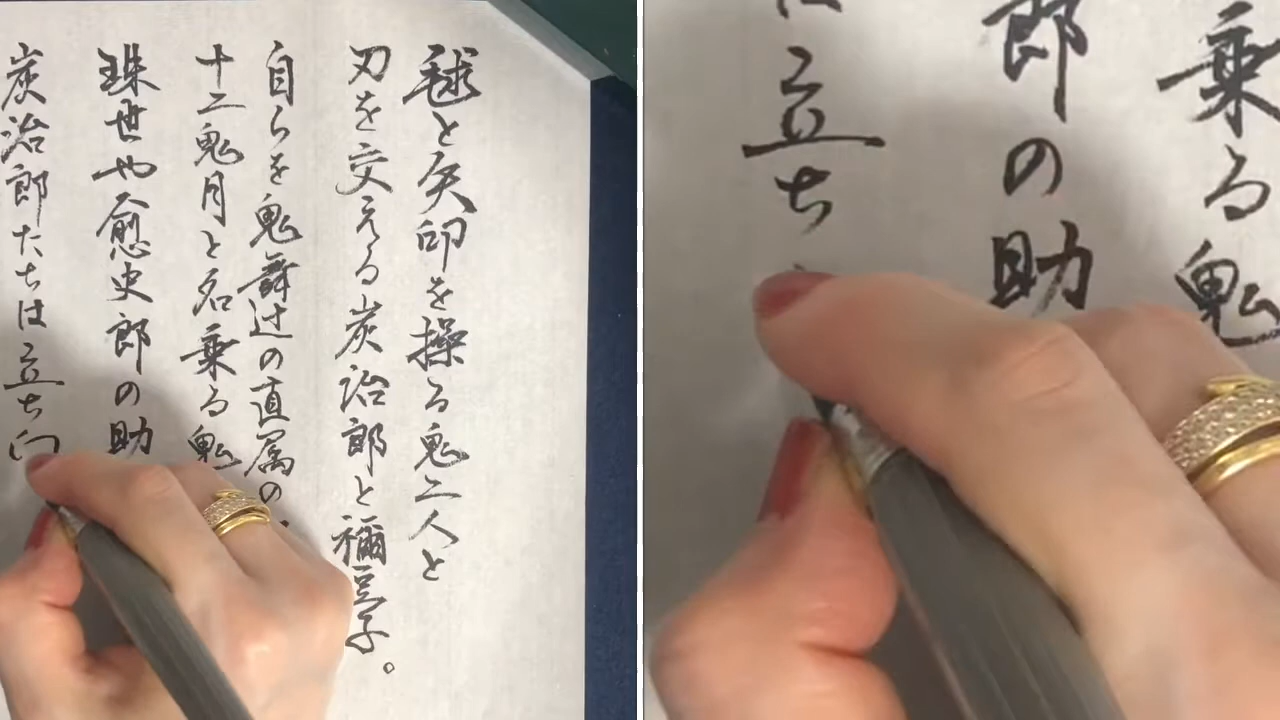 毬と矢印を操る鬼二人と
刃を交える炭治郎と禰豆子。
自らを鬼舞辻の直属の
十二鬼月と名乗る鬼
珠世や愈史郎の助
炭治郎たちは立ち向
乗る鬼
郎の助
は立ち